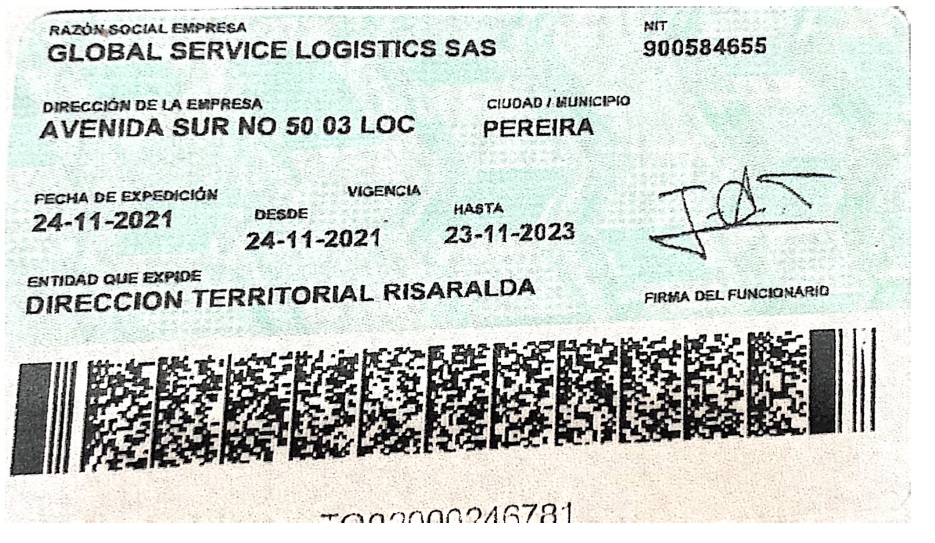 RAZÓN SOCIAL EMPRESA NIT
GLOBAL SERVICE LOGISTICS SAS 900584655
DIRECCIÓN DE LA EMPRESA CIUDAD / MUNICIPIO
AVENIDA SUR NO 50 03 LOC PEREIRA
FECHA DE EXPEDICIÓN VIGENCIA
24-11-2021 DESDE HASTA
24-11-2021 23-11-2023
ENTIDAD QUE EXPIDE
DIRECCION TERRITORIAL RISARALDA FIRMA DEL FUNCIONARIO